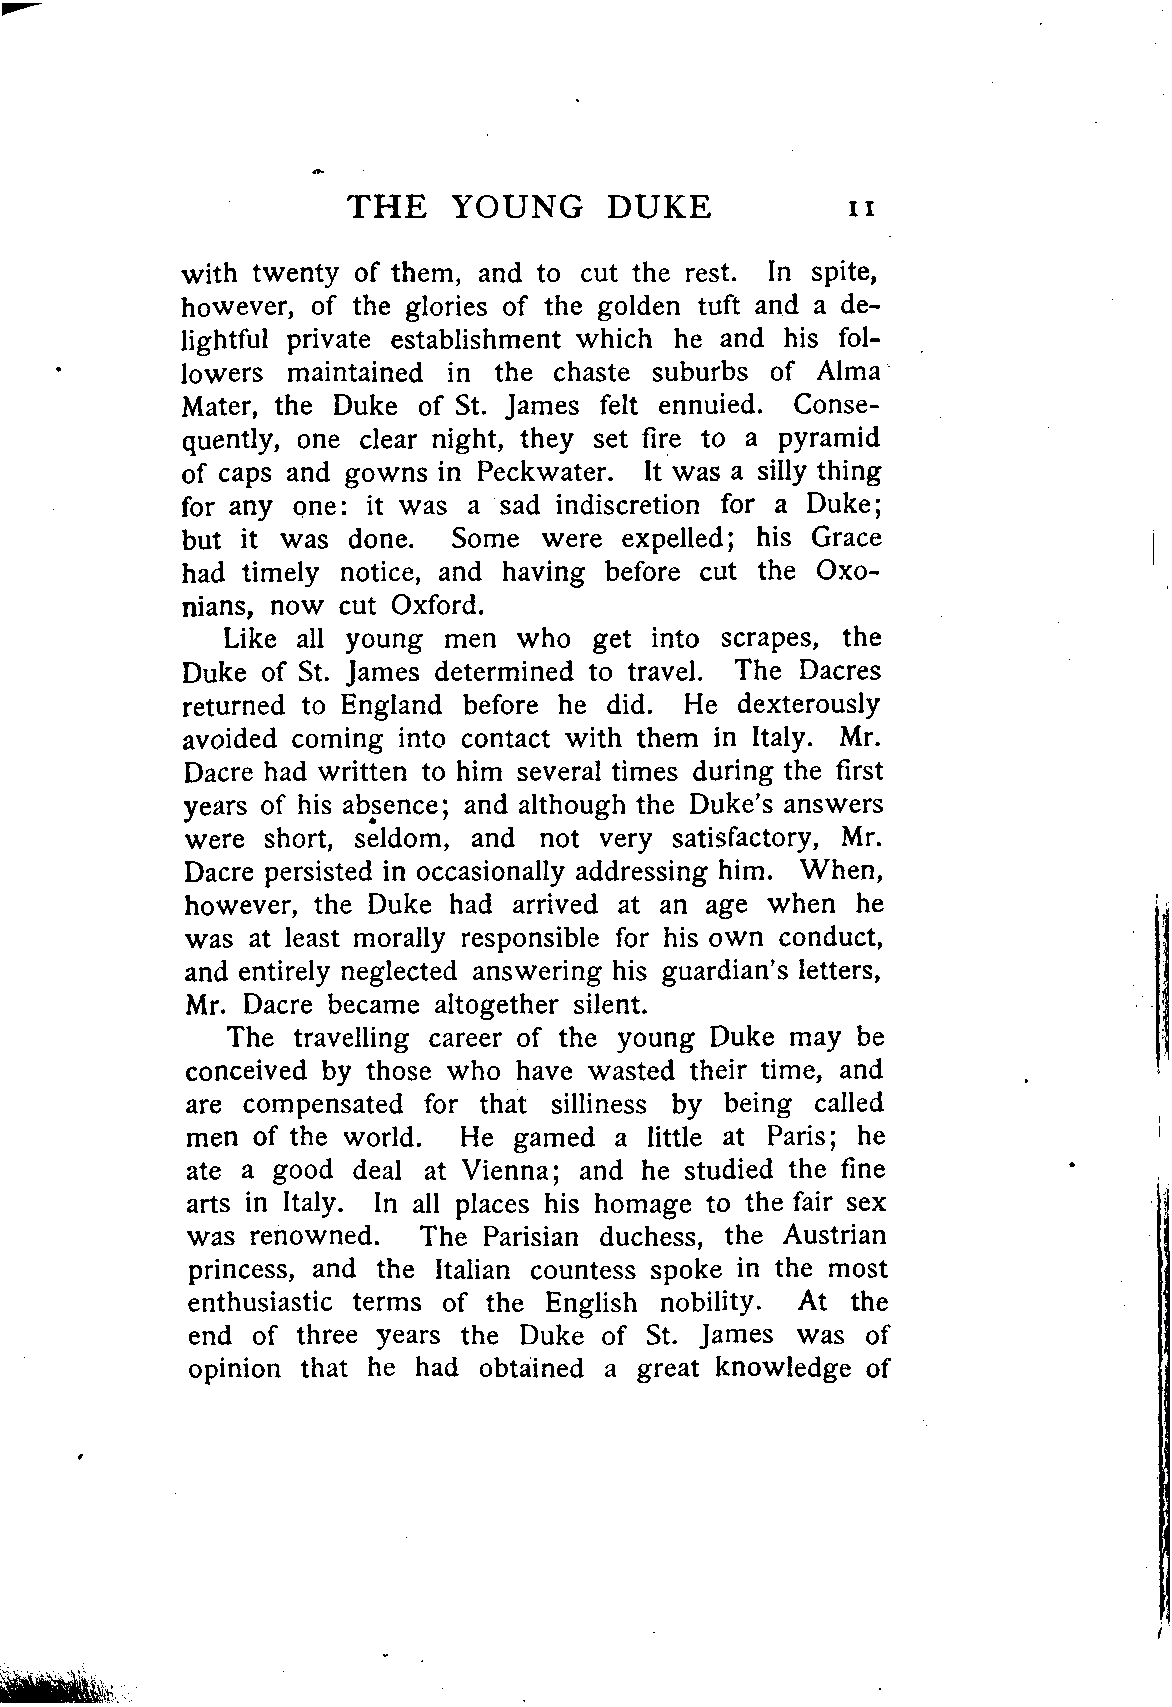 THE YOUNG DUKE 11
with twenty of them, and to cut the rest. In spite,
however, of the glories of the golden tuft and a de-
lightful private establishment which he and his fol-
lowers maintained in the chaste suburbs of Alma
Mater, the Duke of St. James felt ennuied. Conse-
quently, one clear night, they set fire to a pyramid
of caps and gowns in Peckwater. It was a silly thing
for any one: it was a sad indiscretion for a Duke;
but it was done. Some were expelled; his Grace
had timely notice, and having before cut the Oxo-
nians, now cut Oxford.
Like all young men who get into scrapes, the
Duke of St. James determined to travel. The Dacres
returned to England before he did. He dexterously
avoided coming into contact with them in Italy. Mr.
Dacre had written to him several times during the first
years of his absence; and although the Duke's answers
were short, seldom, and not very satisfactory, Mr.
Dacre persisted in occasionally addressing him. When,
however, the Duke had arrived at an age when he
was at least morally responsible for his own conduct,
and entirely neglected answering his guardian's letters,
Mr. Dacre became altogether silent.
The travelling career of the young Duke may be
conceived by those who have wasted their time, and
are compensated for that silliness by being called
men of the world. He gamed a little at Paris; he
ate a good deal at Vienna; and he studied the fine
arts in Italy. In all places his homage to the fair sex
was renowned. The Parisian duchess, the Austrian
princess, and the Italian countess spoke in the most
enthusiastic terms of the English nobility. At the
end of three years the Duke of St. James was of
opinion that he had obtained a great knowledge of